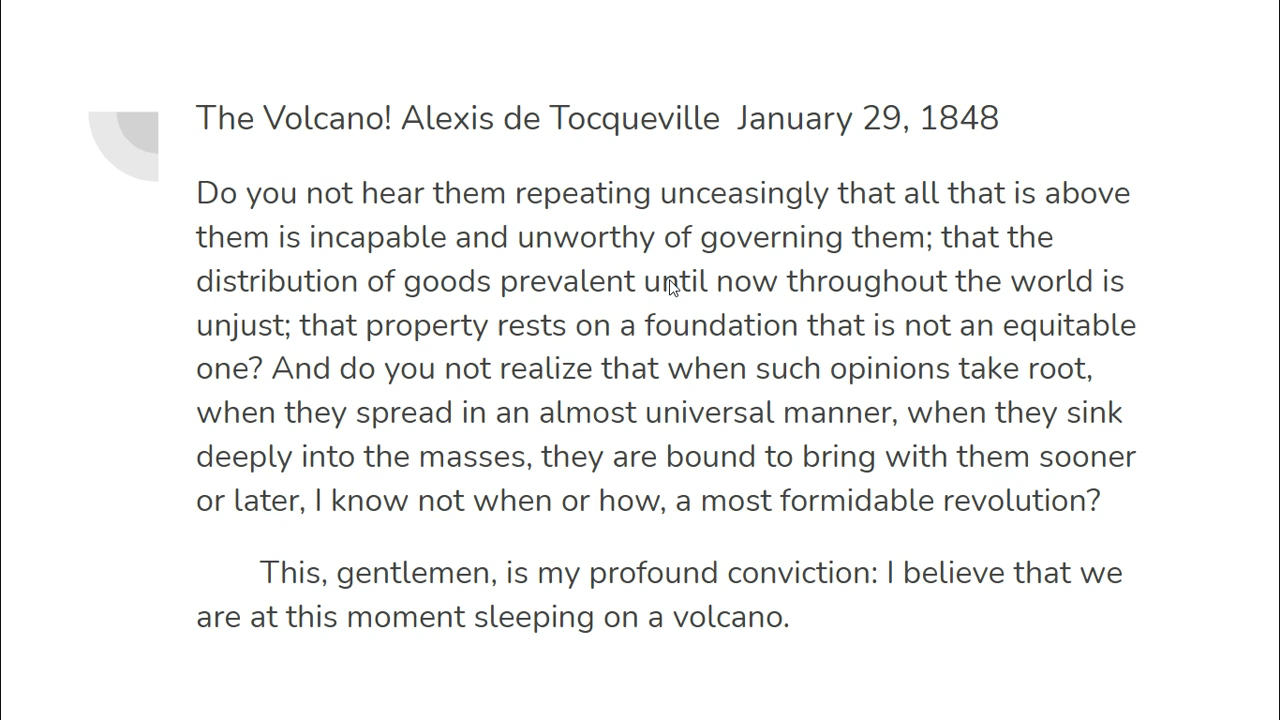 The Volcano! Alexis de Tocqueville  January 29, 1848
Do you not hear them repeating unceasingly that all that is above
them is incapable and unworthy of governing them; that the
distribution of goods prevalent until now throughout the world is
unjust; that property rests on a foundation that is not an equitable
one? And do you not realize that when such opinions take root,
when they spread in an almost universal manner, when they sink
deeply into the masses, they are bound to bring with them sooner
or later, I know not when or how, a most formidable revolution?
This, gentlemen, is my profound conviction: I believe that we
are at this moment sleeping on a volcano.